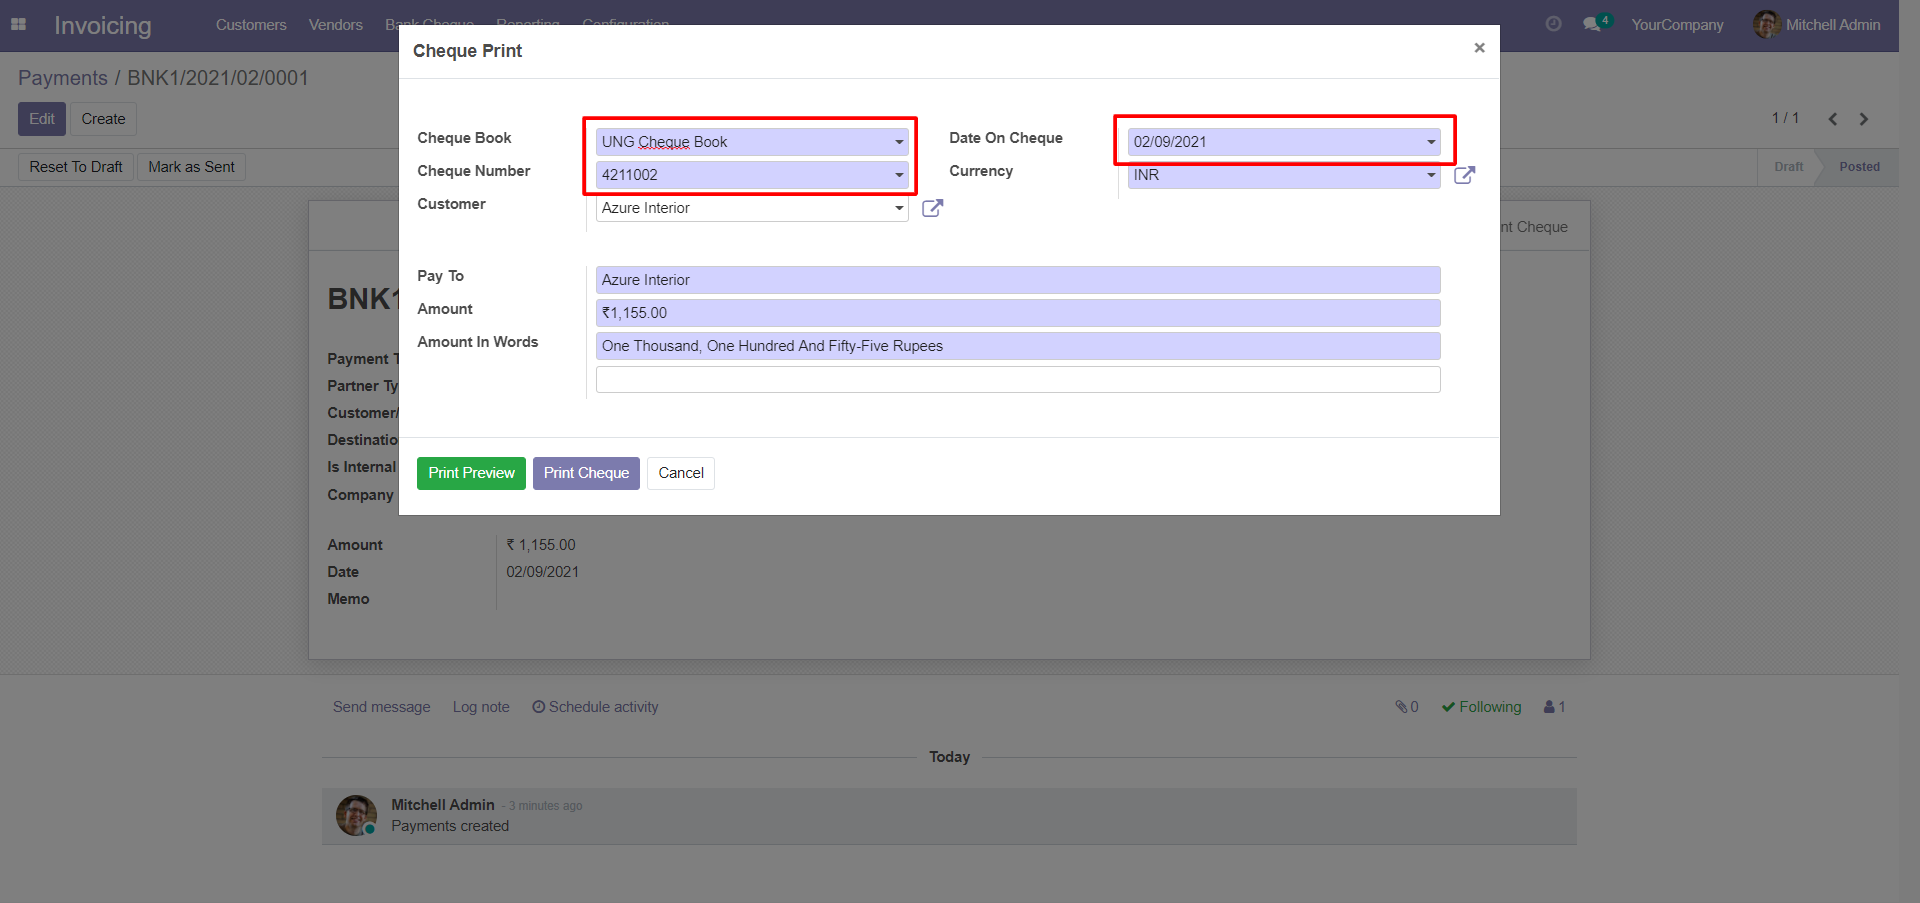 Invoicing Customers Vendors Bank Cheque Reporting Configuration 4 YourCompany Mitchell Admin
Payments / BNK1/2021/02/0001
Edit Create
1 / 1
Reset To Draft Mark as Sent
Draft Posted
Cheque Print ×
Cheque Book UNG Cheque Book Date On Cheque 02/09/2021
Cheque Number 4211002 Currency INR
Customer Azure Interior
Pay To Azure Interior
Amount ₹1,155.00
Amount In Words One Thousand, One Hundred And Fifty-Five Rupees
Print Preview Print Cheque Cancel
nt Cheque
BNK1
Payment T
Partner Ty
Customer/
Destinatio
Is Internal
Company
Amount ₹ 1,155.00
Date 02/09/2021
Memo
Send message Log note Schedule activity 0 Following 1
Today
Mitchell Admin - 3 minutes ago
Payments created